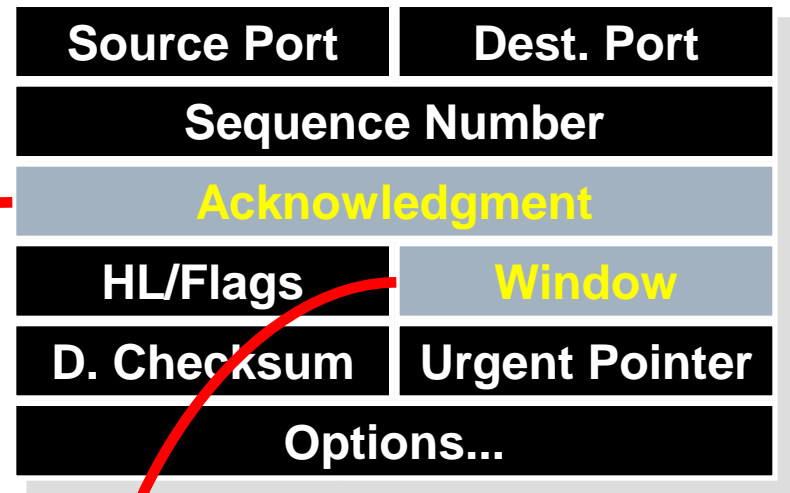 Source Port Dest. Port
Sequence Number
Acknowledgment
HL/Flags Window
D. Checksum Urgent Pointer
Options...